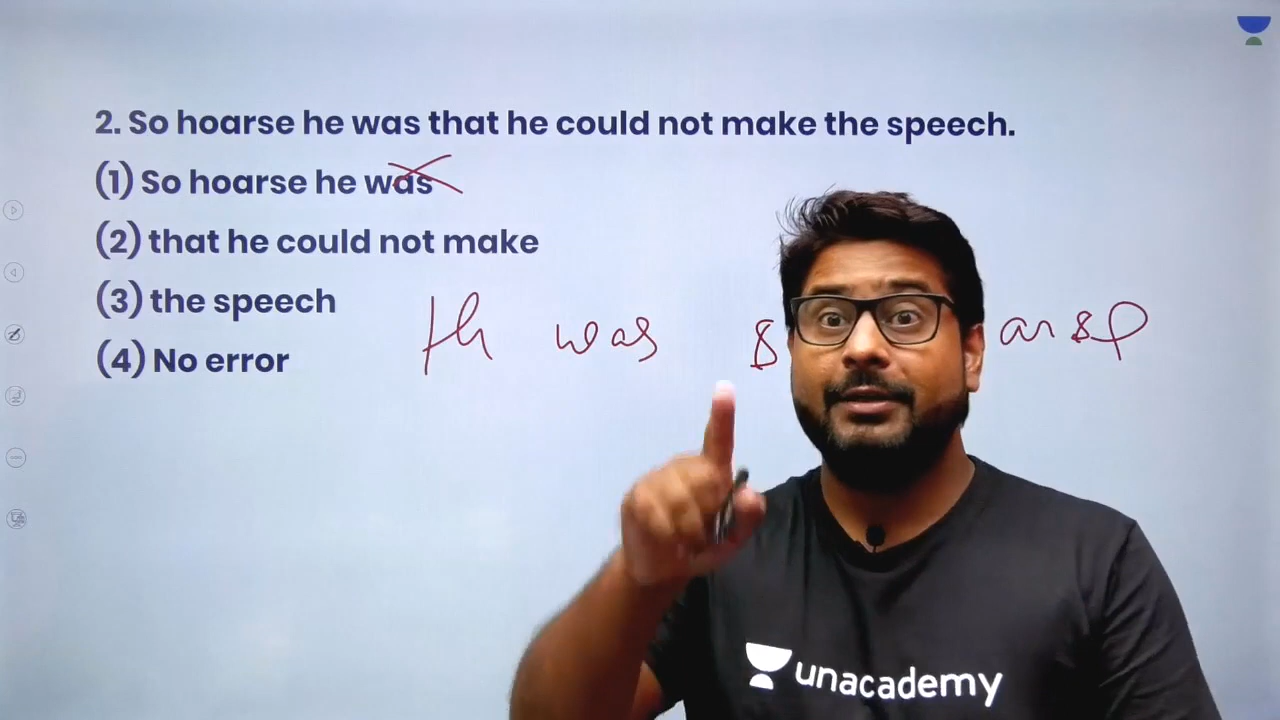 2. So hoarse he was that he could not make the speech.
(1) So hoarse he was
(2) that he could not make
(3) the speech
(4) No error
was
unacademy